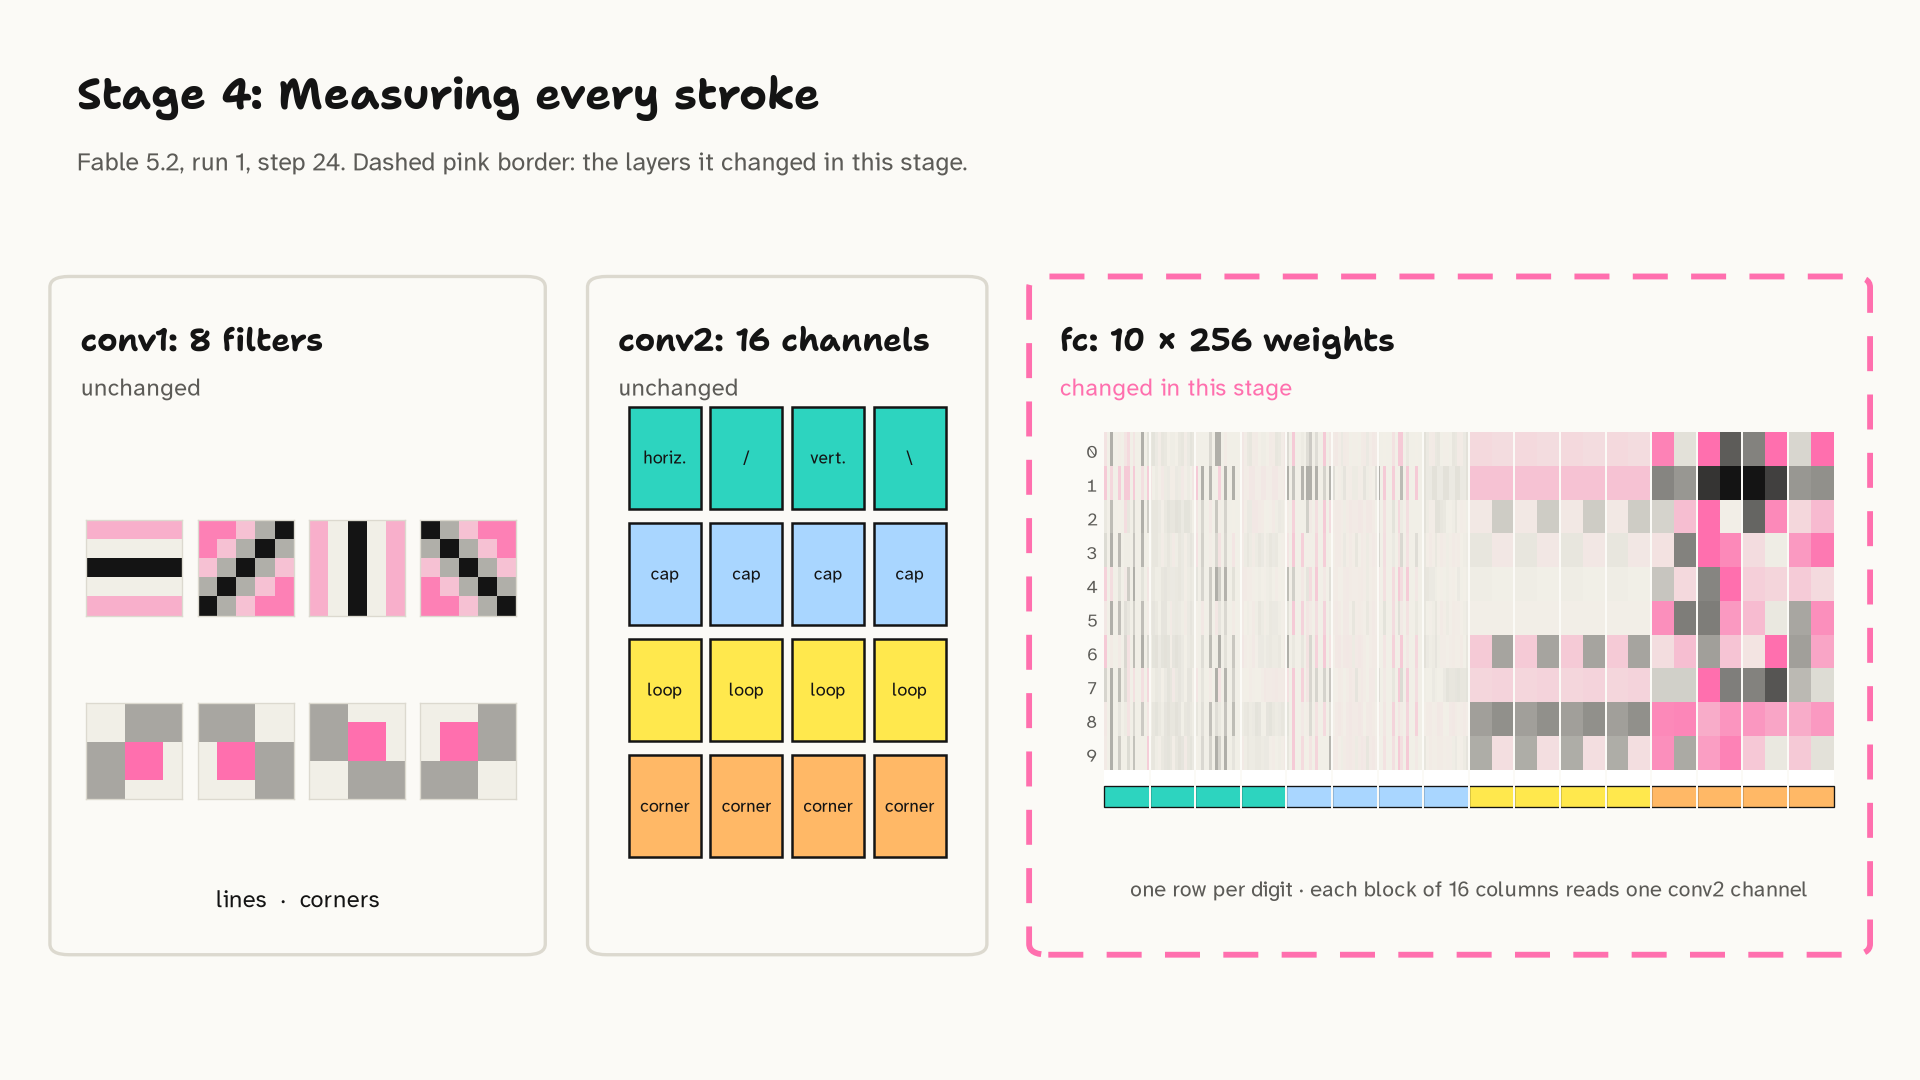 Stage 4: Measuring every stroke
Fable 5.2, run 1, step 24. Dashed pink border: the layers it changed in this stage.
conv1: 8 filters
unchanged
lines · corners
conv2: 16 channels
unchanged
horiz. / vert. \
cap cap cap cap
loop loop loop loop
corner corner corner corner
fc: 10 × 256 weights
changed in this stage
0
1
2
3
4
5
6
7
8
9
one row per digit · each block of 16 columns reads one conv2 channel